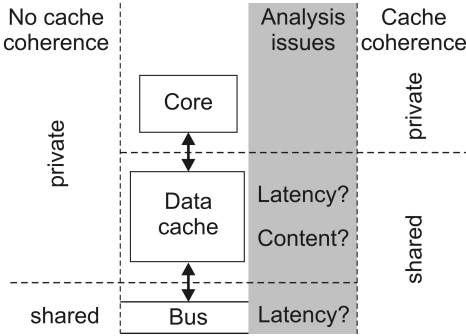 No cache
coherence
Analysis
issues
Cache
coherence
Core
private
private
Data
cache
Latency?
Content?
shared
shared
Bus
Latency?